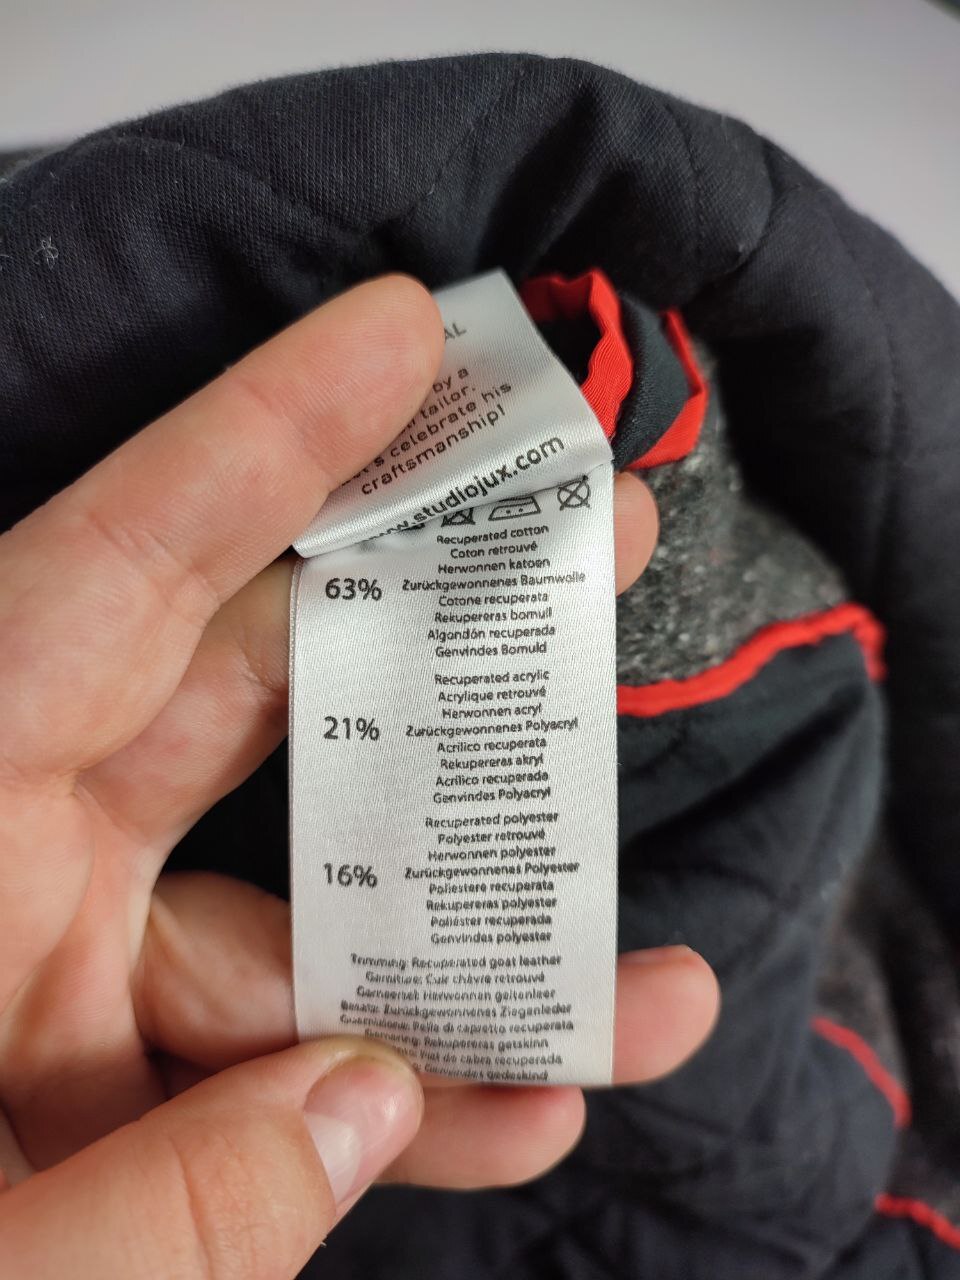 AL
by a
tailor.
celebrate his
craftsmanship!
www.studiojux.com
63%
Recuperated cotton
Coton retrouvé
Herwonnen katoen
Zurückgewonnenes Baumwolle
Cotone recuperata
Rekupereras bomull
Algondón recuperada
Genvindes Bomuld
21%
Recuperated acrylic
Acrylique retrouvé
Herwonnen acryl
Zurückgewonnenes Polyacryl
Acrilico recuperata
Rekupereras akryl
Acrílico recuperada
Genvindes Polyacryl
16%
Recuperated polyester
Polyester retrouvé
Herwonnen polyester
Zurückgewonnenes Polyester
Poliestere recuperata
Rekupereras polyester
Poliéster recuperada
Genvindes polyester
Trimming: Recuperated goat leather
Garniture: Cuir chèvre retrouvé
Garneersel: Herwonnen geitenleer
Besatz: Zurückgewonnenes Ziegenleder
Guarnizione: Pelle di capretto recuperata
Garnering: Rekupereras getskinn
Piel de cabra recuperada
Genvindes gedeskind